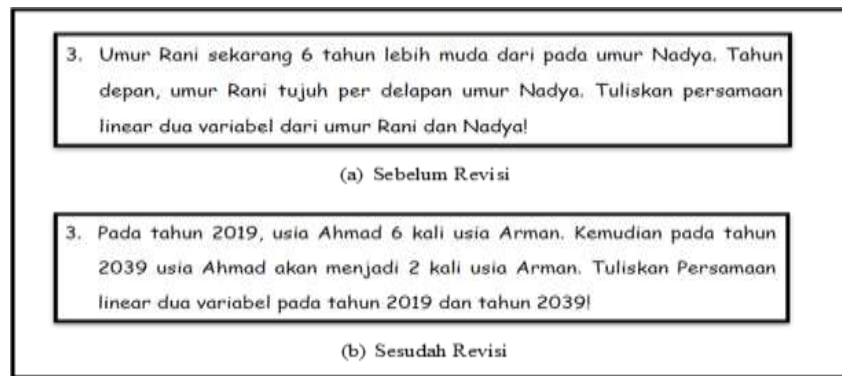 3. Umur Rani sekarang 6 tahun lebih muda dari pada umur Nadya. Tahun
depan, umur Rani tujuh per delapan umur Nadya. Tuliskan persamaan
linear dua variabel dari umur Rani dan Nadya!
(a) Sebelum Revisi
3. Pada tahun 2019, usia Ahmad 6 kali usia Arman. Kemudian pada tahun
2039 usia Ahmad akan menjadi 2 kali usia Arman. Tuliskan Persamaan
linear dua variabel pada tahun 2019 dan tahun 2039!
(b) Sesudah Revisi